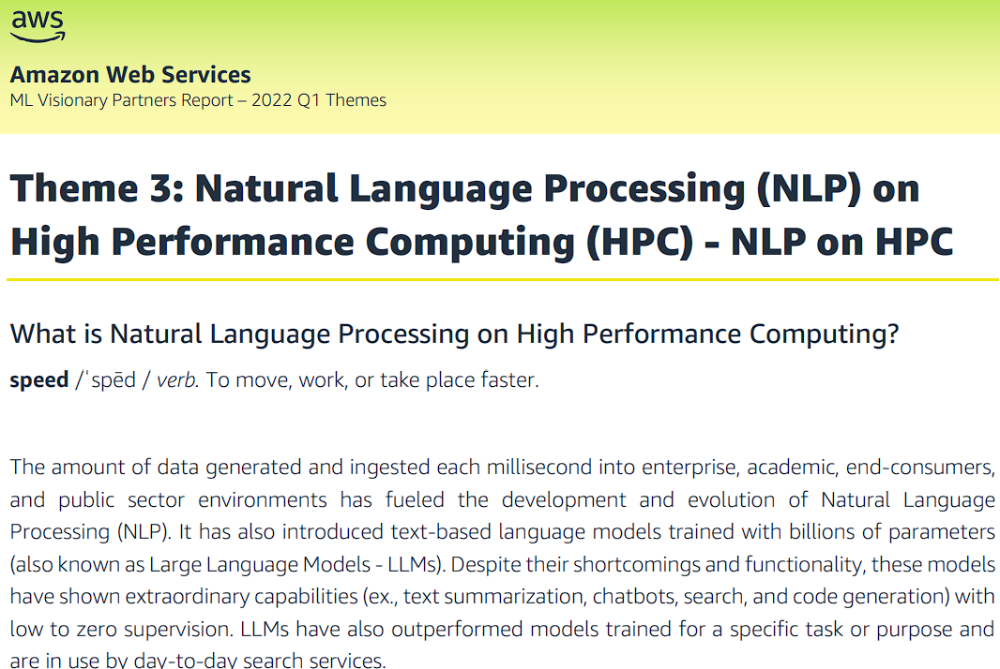 aws
Amazon Web Services
ML Visionary Partners Report – 2022 Q1 Themes
Theme 3: Natural Language Processing (NLP) on
High Performance Computing (HPC) - NLP on HPC
What is Natural Language Processing on High Performance Computing?
speed /ˈspēd / verb. To move, work, or take place faster.
The amount of data generated and ingested each millisecond into enterprise, academic, end-consumers,
and public sector environments has fueled the development and evolution of Natural Language
Processing (NLP). It has also introduced text-based language models trained with billions of parameters
(also known as Large Language Models - LLMs). Despite their shortcomings and functionality, these models
have shown extraordinary capabilities (ex., text summarization, chatbots, search, and code generation) with
low to zero supervision. LLMs have also outperformed models trained for a specific task or purpose and
are in use by day-to-day search services.